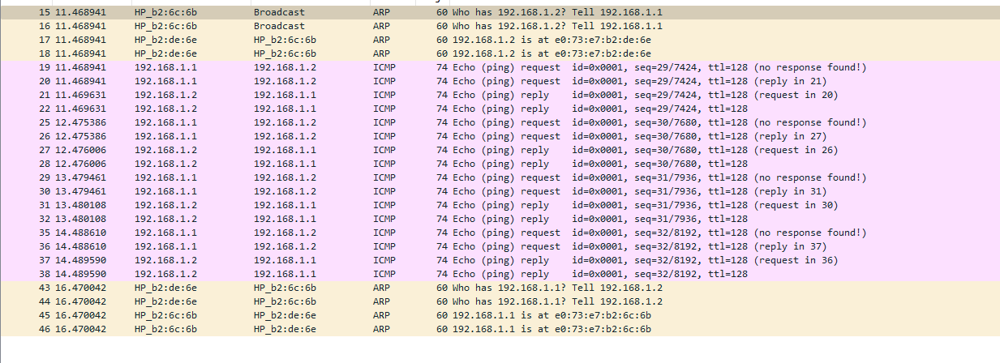 15 11.468941 HP_b2:6c:6b Broadcast ARP 60 Who has 192.168.1.2? Tell 192.168.1.1
16 11.468941 HP_b2:6c:6b Broadcast ARP 60 Who has 192.168.1.2? Tell 192.168.1.1
17 11.468941 HP_b2:de:6e HP_b2:6c:6b ARP 60 192.168.1.2 is at e0:73:e7:b2:de:6e
18 11.468941 HP_b2:de:6e HP_b2:6c:6b ARP 60 192.168.1.2 is at e0:73:e7:b2:de:6e
19 11.468941 192.168.1.1 192.168.1.2 ICMP 74 Echo (ping) request id=0x0001, seq=29/7424, ttl=128 (no response found!)
20 11.468941 192.168.1.1 192.168.1.2 ICMP 74 Echo (ping) request id=0x0001, seq=29/7424, ttl=128 (reply in 21)
21 11.469631 192.168.1.2 192.168.1.1 ICMP 74 Echo (ping) reply id=0x0001, seq=29/7424, ttl=128 (request in 20)
22 11.469631 192.168.1.2 192.168.1.1 ICMP 74 Echo (ping) reply id=0x0001, seq=29/7424, ttl=128
25 12.475386 192.168.1.1 192.168.1.2 ICMP 74 Echo (ping) request id=0x0001, seq=30/7680, ttl=128 (no response found!)
26 12.475386 192.168.1.1 192.168.1.2 ICMP 74 Echo (ping) request id=0x0001, seq=30/7680, ttl=128 (reply in 27)
27 12.476006 192.168.1.2 192.168.1.1 ICMP 74 Echo (ping) reply id=0x0001, seq=30/7680, ttl=128 (request in 26)
28 12.476006 192.168.1.2 192.168.1.1 ICMP 74 Echo (ping) reply id=0x0001, seq=30/7680, ttl=128
29 13.479461 192.168.1.1 192.168.1.2 ICMP 74 Echo (ping) request id=0x0001, seq=31/7936, ttl=128 (no response found!)
30 13.479461 192.168.1.1 192.168.1.2 ICMP 74 Echo (ping) request id=0x0001, seq=31/7936, ttl=128 (reply in 31)
31 13.480108 192.168.1.2 192.168.1.1 ICMP 74 Echo (ping) reply id=0x0001, seq=31/7936, ttl=128 (request in 30)
32 13.480108 192.168.1.2 192.168.1.1 ICMP 74 Echo (ping) reply id=0x0001, seq=31/7936, ttl=128
35 14.488610 192.168.1.1 192.168.1.2 ICMP 74 Echo (ping) request id=0x0001, seq=32/8192, ttl=128 (no response found!)
36 14.488610 192.168.1.1 192.168.1.2 ICMP 74 Echo (ping) request id=0x0001, seq=32/8192, ttl=128 (reply in 37)
37 14.489590 192.168.1.2 192.168.1.1 ICMP 74 Echo (ping) reply id=0x0001, seq=32/8192, ttl=128 (request in 36)
38 14.489590 192.168.1.2 192.168.1.1 ICMP 74 Echo (ping) reply id=0x0001, seq=32/8192, ttl=128
43 16.470042 HP_b2:de:6e HP_b2:6c:6b ARP 60 Who has 192.168.1.1? Tell 192.168.1.2
44 16.470042 HP_b2:de:6e HP_b2:6c:6b ARP 60 Who has 192.168.1.1? Tell 192.168.1.2
45 16.470042 HP_b2:6c:6b HP_b2:de:6e ARP 60 192.168.1.1 is at e0:73:e7:b2:6c:6b
46 16.470042 HP_b2:6c:6b HP_b2:de:6e ARP 60 192.168.1.1 is at e0:73:e7:b2:6c:6b